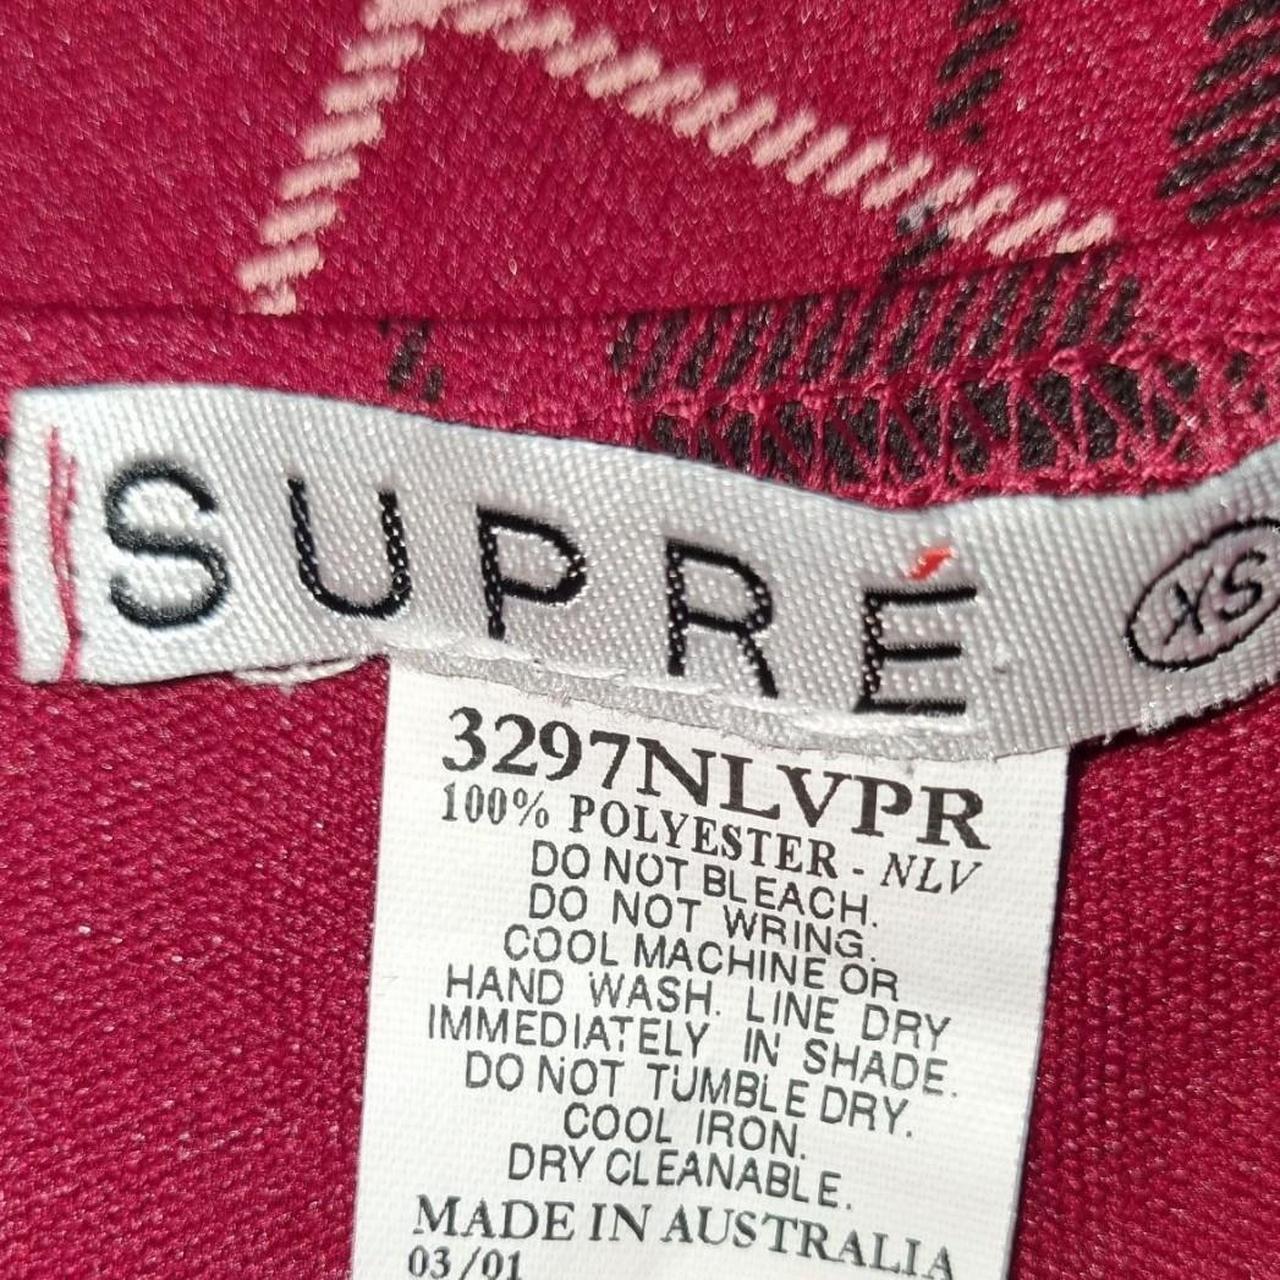 SUPRÉ XS
3297NLVPR
100% POLYESTER - NLV
DO NOT BLEACH.
DO NOT WRING.
COOL MACHINE OR
HAND WASH. LINE DRY
IMMEDIATELY IN SHADE.
DO NOT TUMBLE DRY.
COOL IRON.
DRY CLEANABLE.
MADE IN AUSTRALIA
03/01